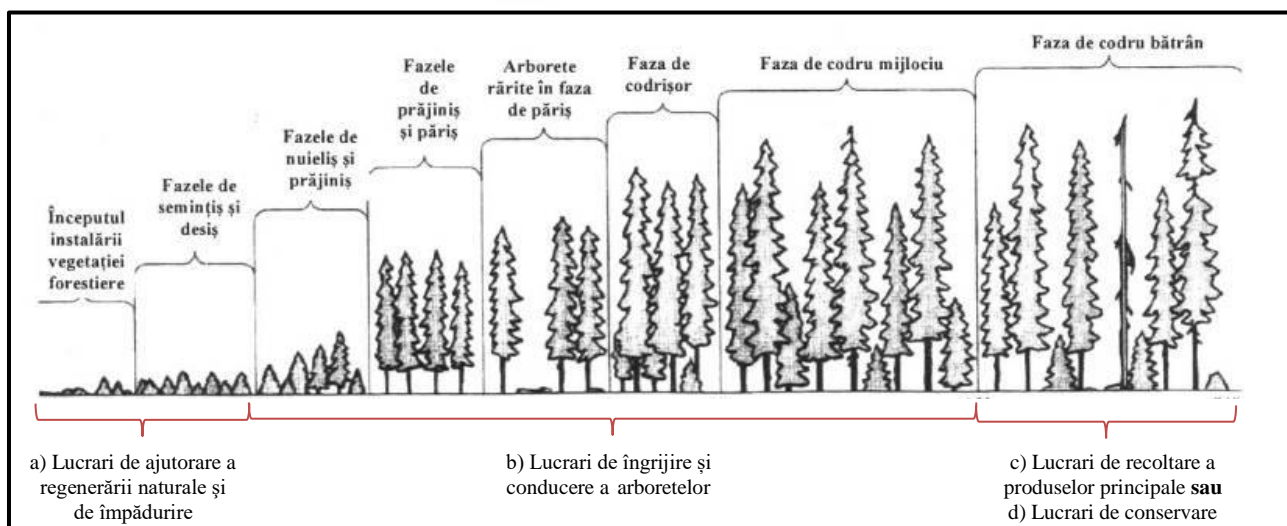 Începutul
instalării
vegetației
forestiere
Fazele de
semințiș și
desiș
Fazele de
nuieliș și
prăjiniș
Fazele
de
prăjiniș
și păriș
Arborete
rărite în faza
de păriș
Faza de
codrișor
Faza de codru mijlociu
Faza de codru bătrân
a) Lucrari de ajutorare a
regenerării naturale şi
de împădurire
b) Lucrari de îngrijire și
conducere a arboretelor
c) Lucrari de recoltare a
produselor principale sau
d) Lucrari de conservare